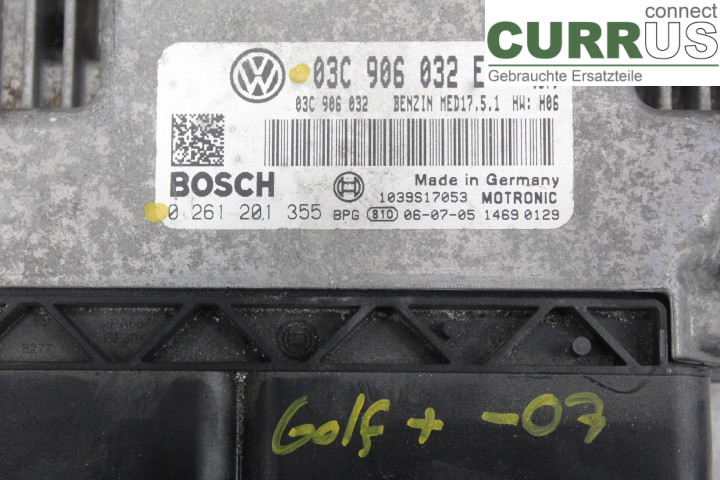 connect
CURRUS
Gebrauchte Ersatzteile
03C 906 032 E
03C 906 032 BENZIN MED17.5.1 HW: H06
BOSCH
Made in Germany
1039S17053 MOTRONIC
0 261 201 355 BPG 810 06-07-05 1469 0129
Golf + -07